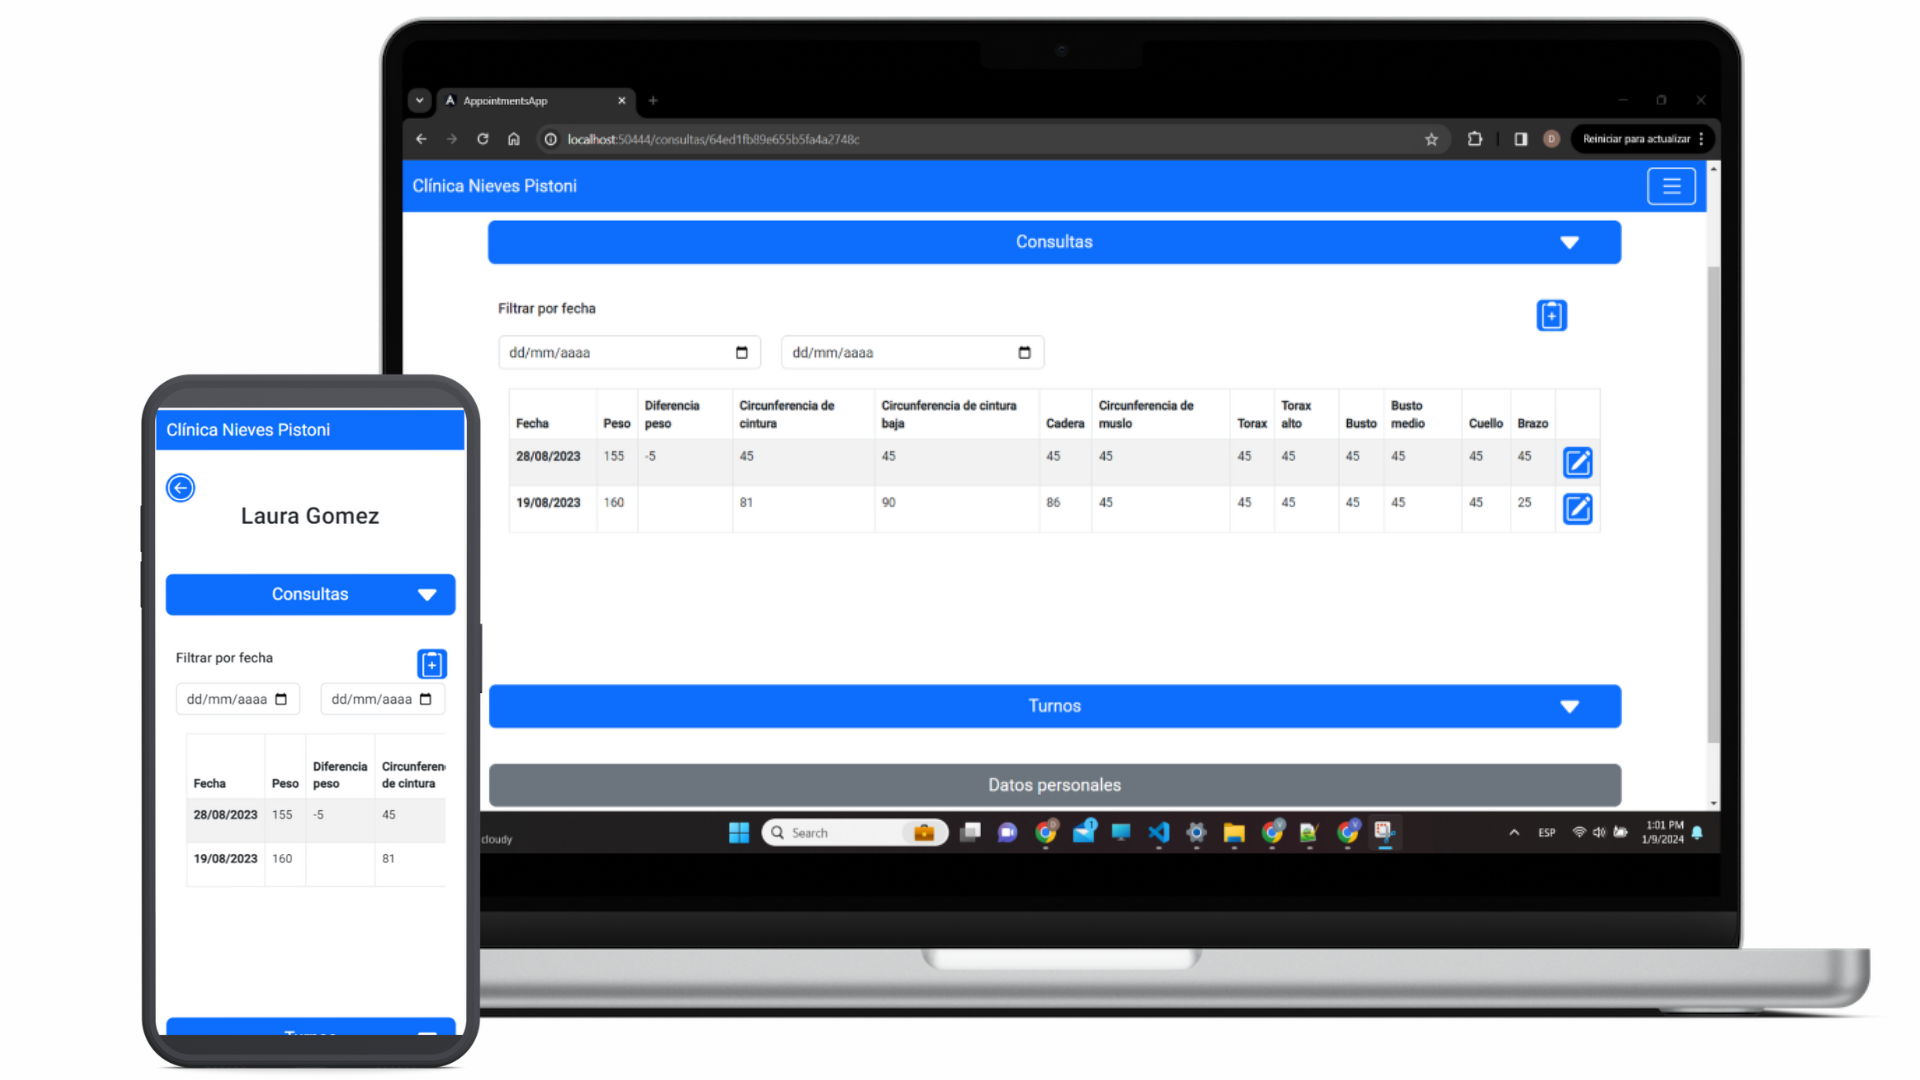 AppointmentsApp
localhost:50444/consultas/64ed1fb89e655b5fa4a2748c
Reiniciar para actualizar
Clínica Nieves Pistoni
Consultas
Filtrar por fecha
dd/mm/aaaa dd/mm/aaaa
Fecha Peso Diferencia peso Circunferencia de cintura Circunferencia de cintura baja Cadera Circunferencia de muslo Torax Torax alto Busto Busto medio Cuello Brazo
28/08/2023 155 -5 45 45 45 45 45 45 45 45 45 45
19/08/2023 160 81 90 86 45 45 45 45 45 45 25
Turnos
Datos personales
cloudy
Search
ESP
1:01 PM
1/9/2024
Clínica Nieves Pistoni
Laura Gomez
Consultas
Filtrar por fecha
dd/mm/aaaa dd/mm/aaaa
Fecha Peso Diferencia peso Circunferen de cintura
28/08/2023 155 -5 45
19/08/2023 160 81
Turnos